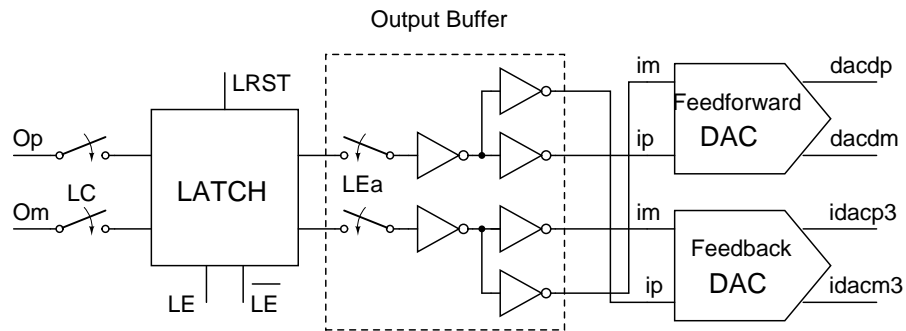 Output Buffer
LRST
im
dacdp
Feedforward
DAC
Op
ip
dacdm
LC
LATCH
LEa
Om
im
idacp3
Feedback
DAC
LE
LE
ip
idacm3